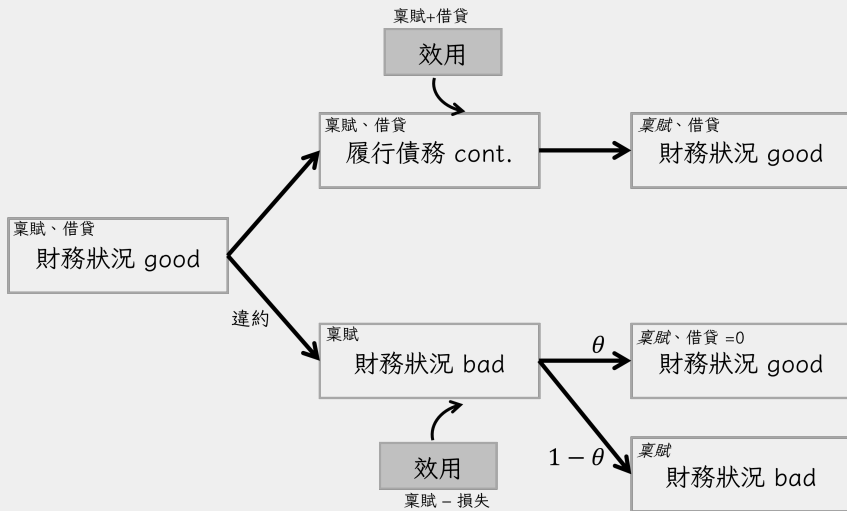 稟賦+借貸
效用
稟賦、借貸
履行債務 cont.
稟賦、借貸
財務狀況 good
稟賦、借貸
財務狀況 good
違約
稟賦
財務狀況 bad
θ
稟賦、借貸 =0
財務狀況 good
1 − θ
稟賦
財務狀況 bad
效用
稟賦 – 損失